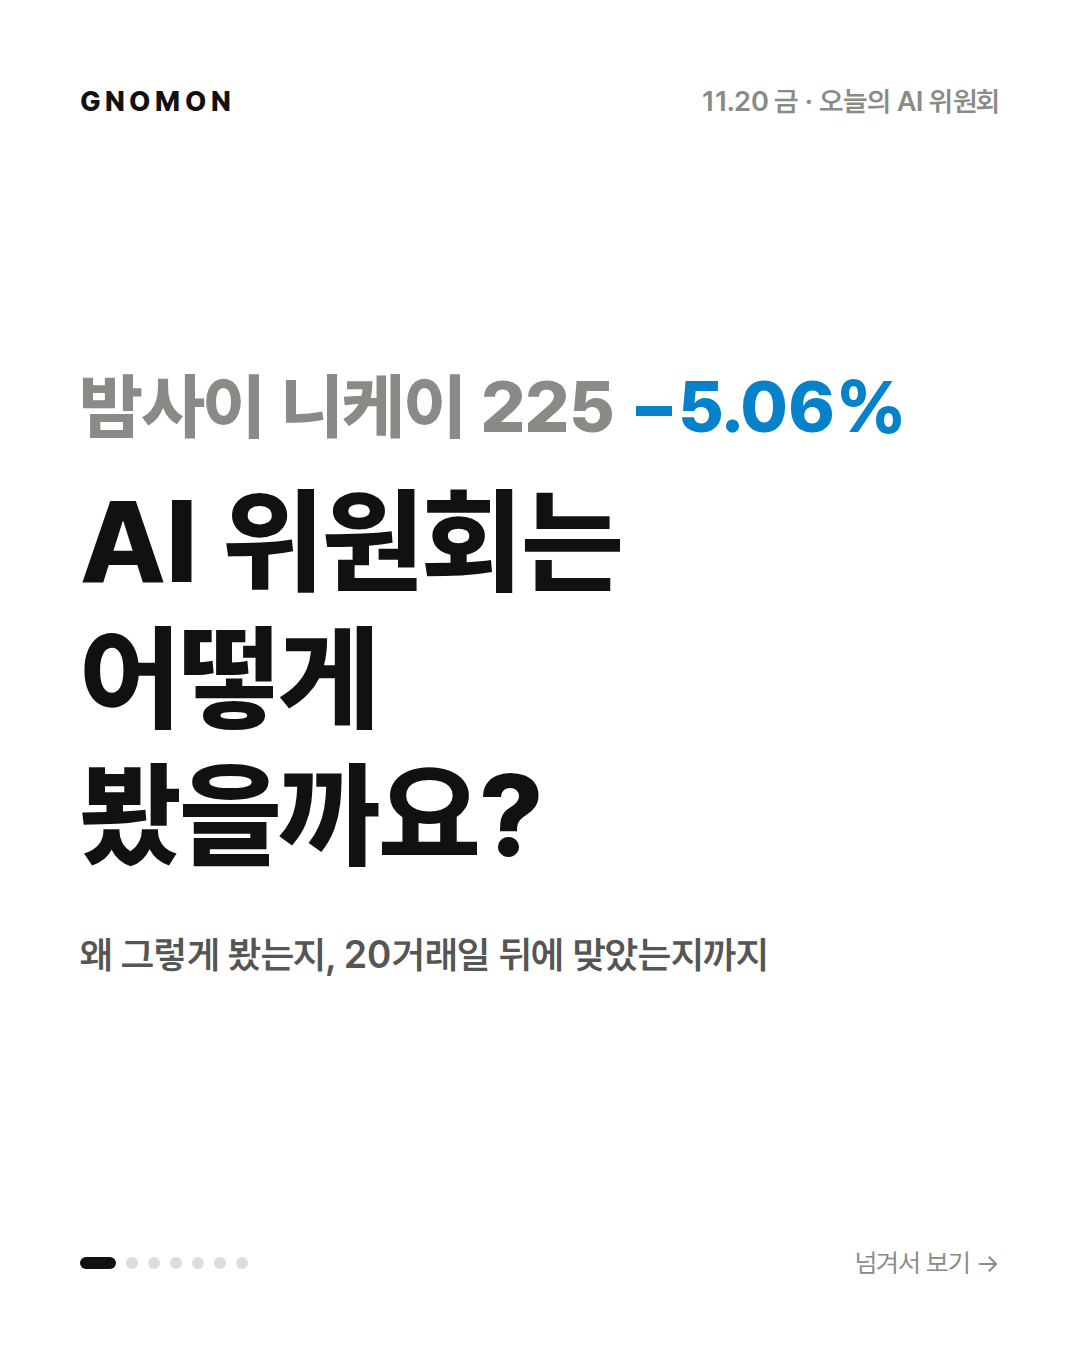 GNOMON
11.20 금 · 오늘의 AI 위원회
밤사이 니케이 225 −5.06%
AI 위원회는
어떻게
봤을까요?
왜 그렇게 봤는지, 20거래일 뒤에 맞았는지까지
넘겨서 보기 →